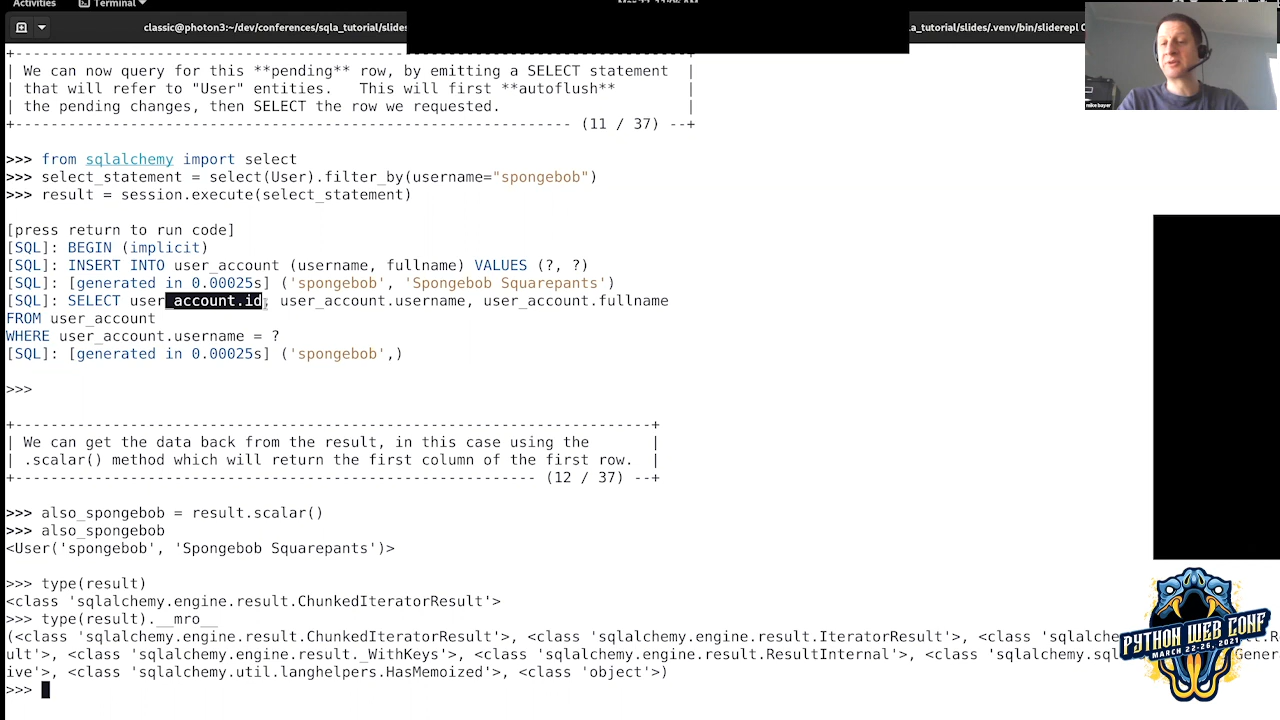 Activities Terminal
classic@photon3:~/dev/conferences/sqla_tutorial/slides
la_tutorial/slides/.venv/bin/sliderepl
mike bayer
+---------------------------------------------------------------------------+
| We can now query for this **pending** row, by emitting a SELECT statement |
| that will refer to "User" entities. This will first **autoflush** |
| the pending changes, then SELECT the row we requested. |
+--------------------------------------------------------------- (11 / 37) --+
>>> from sqlalchemy import select
>>> select_statement = select(User).filter_by(username="spongebob")
>>> result = session.execute(select_statement)
[press return to run code]
[SQL]: BEGIN (implicit)
[SQL]: INSERT INTO user_account (username, fullname) VALUES (?, ?)
[SQL]: [generated in 0.00025s] ('spongebob', 'Spongebob Squarepants')
[SQL]: SELECT user_account.id, user_account.username, user_account.fullname
FROM user_account
WHERE user_account.username = ?
[SQL]: [generated in 0.00025s] ('spongebob',)
>>>
+------------------------------------------------------------------------+
| We can get the data back from the result, in this case using the |
| .scalar() method which will return the first column of the first row. |
+----------------------------------------------------------- (12 / 37) --+
>>> also_spongebob = result.scalar()
>>> also_spongebob
<User('spongebob', 'Spongebob Squarepants')>
>>> type(result)
<class 'sqlalchemy.engine.result.ChunkedIteratorResult'>
>>> type(result).__mro__
(<class 'sqlalchemy.engine.result.ChunkedIteratorResult'>, <class 'sqlalchemy.engine.result.IteratorResult'>, <class 'sqlalchemy.engine.result.R
ult'>, <class 'sqlalchemy.engine.result._WithKeys'>, <class 'sqlalchemy.engine.result.ResultInternal'>, <class 'sqlalchemy.sql Gener
ive'>, <class 'sqlalchemy.util.langhelpers.HasMemoized'>, <class 'object'>)
>>>
PYTHON WEB CONF
MARCH 22-26, 2021